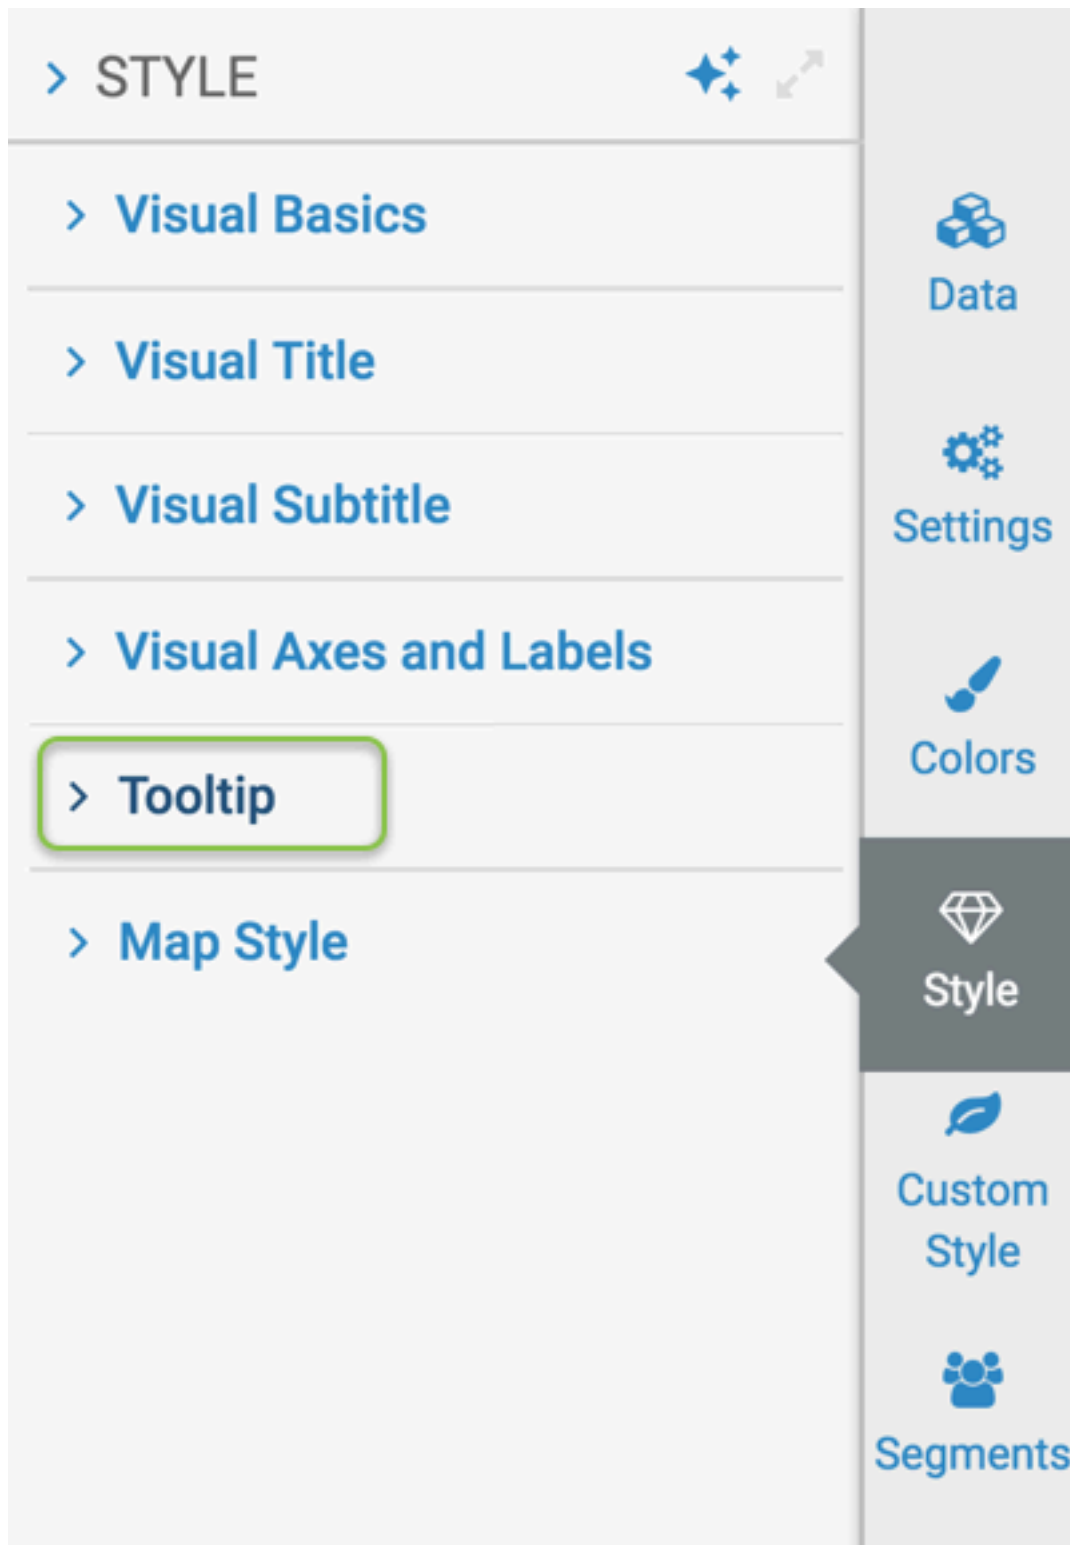 STYLE
Visual Basics
Visual Title
Visual Subtitle
Visual Axes and Labels
Tooltip
Map Style
Data
Settings
Colors
Style
Custom
Style
Segments